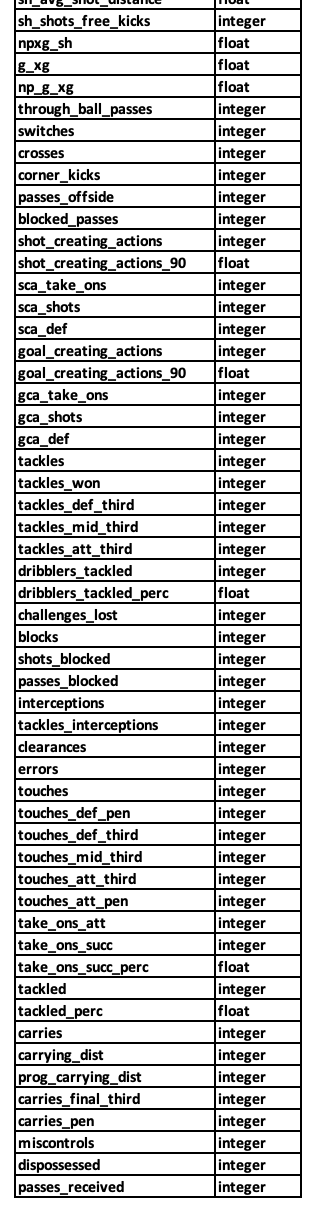 sh_avg_shot_distance float
sh_shots_free_kicks integer
npxg_sh float
g_xg float
np_g_xg float
through_ball_passes integer
switches integer
crosses integer
corner_kicks integer
passes_offside integer
blocked_passes integer
shot_creating_actions integer
shot_creating_actions_90 float
sca_take_ons integer
sca_shots integer
sca_def integer
goal_creating_actions integer
goal_creating_actions_90 float
gca_take_ons integer
gca_shots integer
gca_def integer
tackles integer
tackles_won integer
tackles_def_third integer
tackles_mid_third integer
tackles_att_third integer
dribblers_tackled integer
dribblers_tackled_perc float
challenges_lost integer
blocks integer
shots_blocked integer
passes_blocked integer
interceptions integer
tackles_interceptions integer
clearances integer
errors integer
touches integer
touches_def_pen integer
touches_def_third integer
touches_mid_third integer
touches_att_third integer
touches_att_pen integer
take_ons_att integer
take_ons_succ integer
take_ons_succ_perc float
tackled integer
tackled_perc float
carries integer
carrying_dist integer
prog_carrying_dist integer
carries_final_third integer
carries_pen integer
miscontrols integer
dispossessed integer
passes_received integer